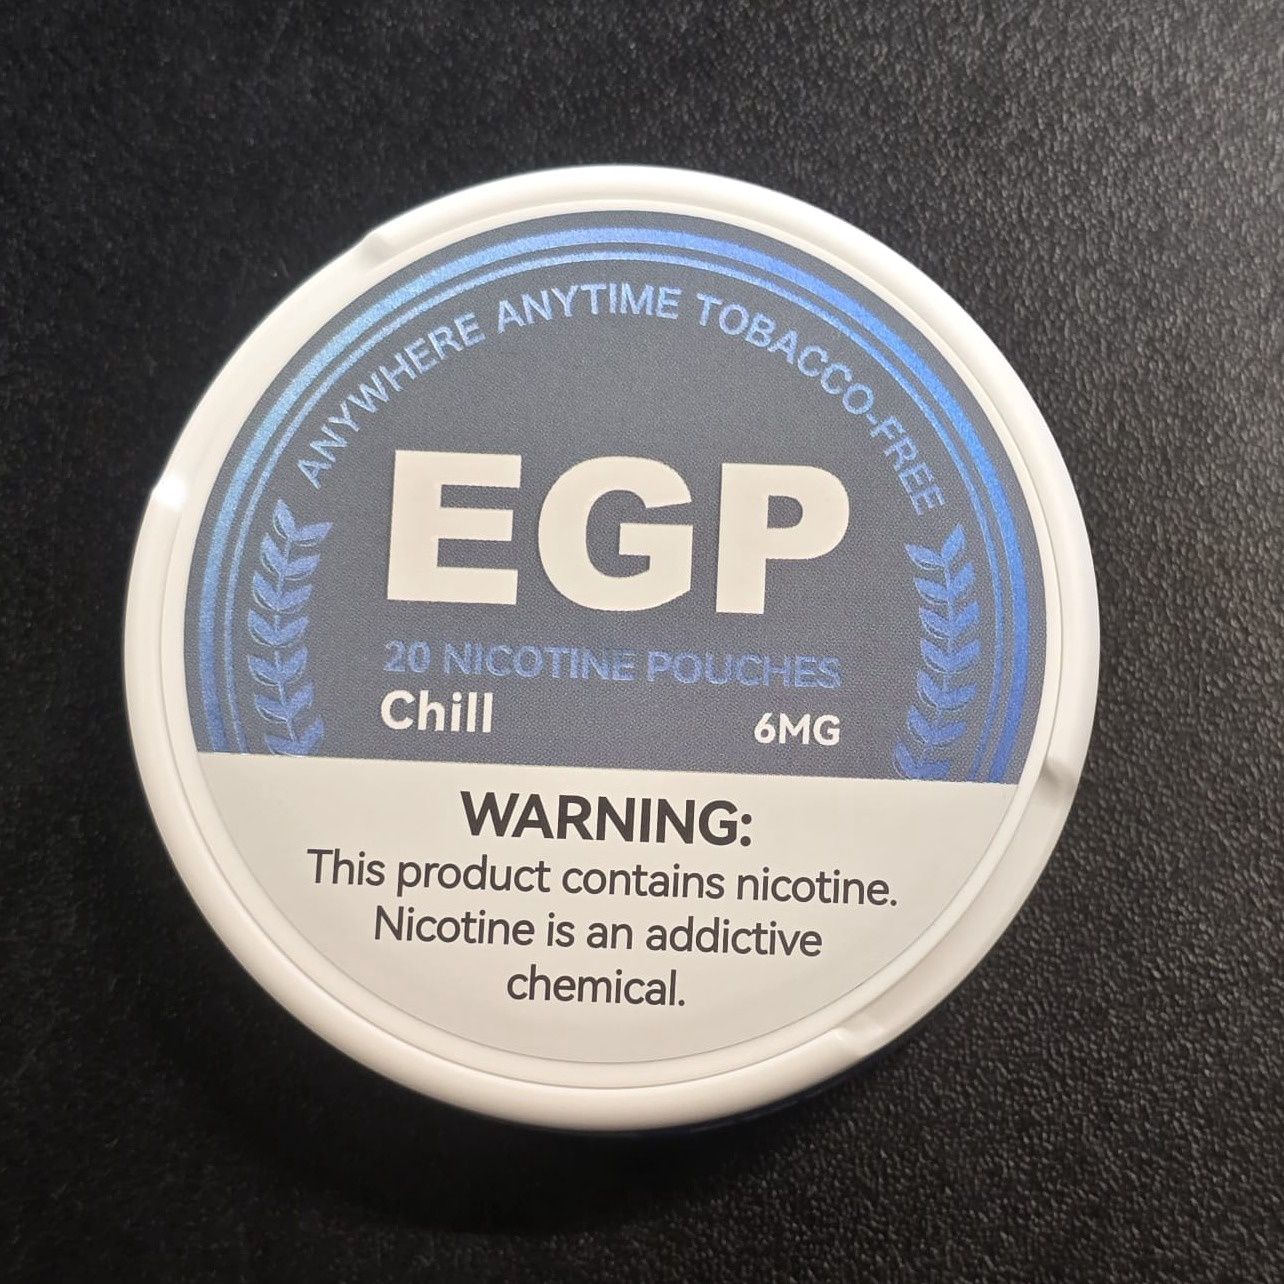 ANYWHERE ANYTIME TOBACCO-FREE
EGP
20 NICOTINE POUCHES
Chill 6MG
WARNING:
This product contains nicotine.
Nicotine is an addictive
chemical.